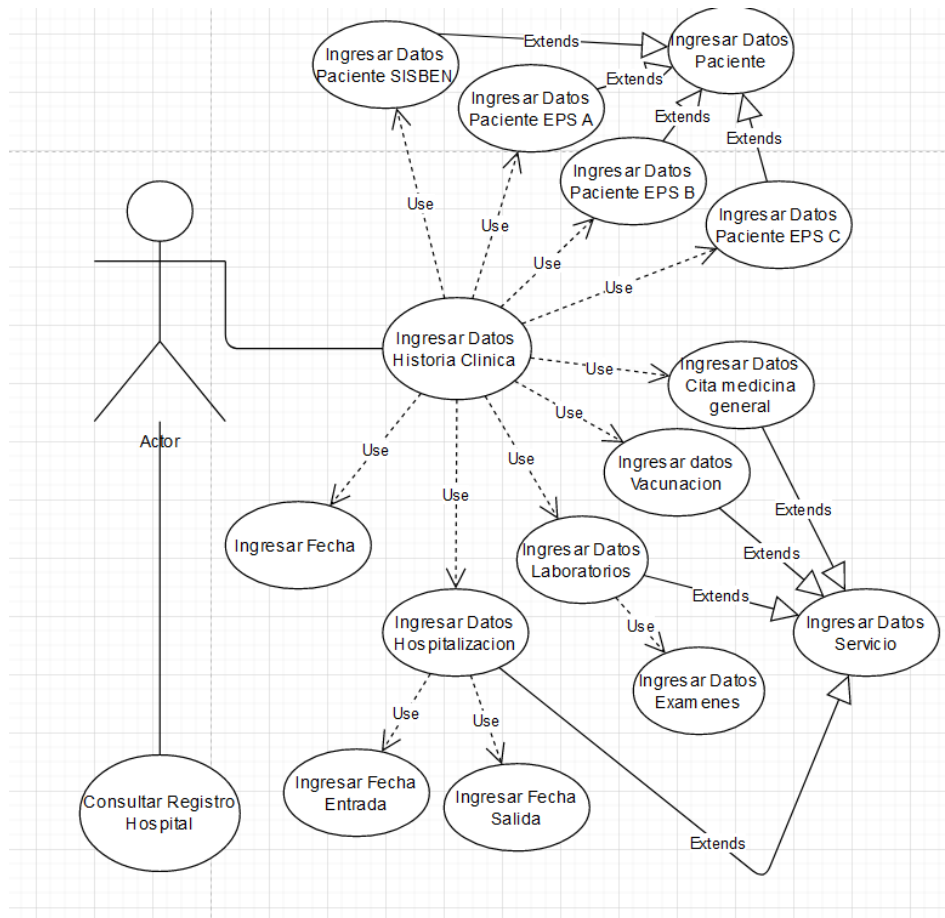 Ingresar Datos
Paciente SISBEN
Extends
Ingresar Datos
Paciente
Ingresar Datos
Paciente EPS A
Extends
Extends
Extends
Ingresar Datos
Paciente EPS B
Ingresar Datos
Paciente EPS C
Use
Use
Use
Use
Ingresar Datos
Historia Clinica
Use
Ingresar Datos
Cita medicina
general
Use
Actor
Use
Use
Use
Ingresar datos
Vacunacion
Extends
Ingresar Fecha
Ingresar Datos
Laboratorios
Extends
Extends
Ingresar Datos
Hospitalizacion
Use
Ingresar Datos
Servicio
Ingresar Datos
Examenes
Use
Use
Ingresar Fecha
Entrada
Ingresar Fecha
Salida
Consultar Registro
Hospital
Extends